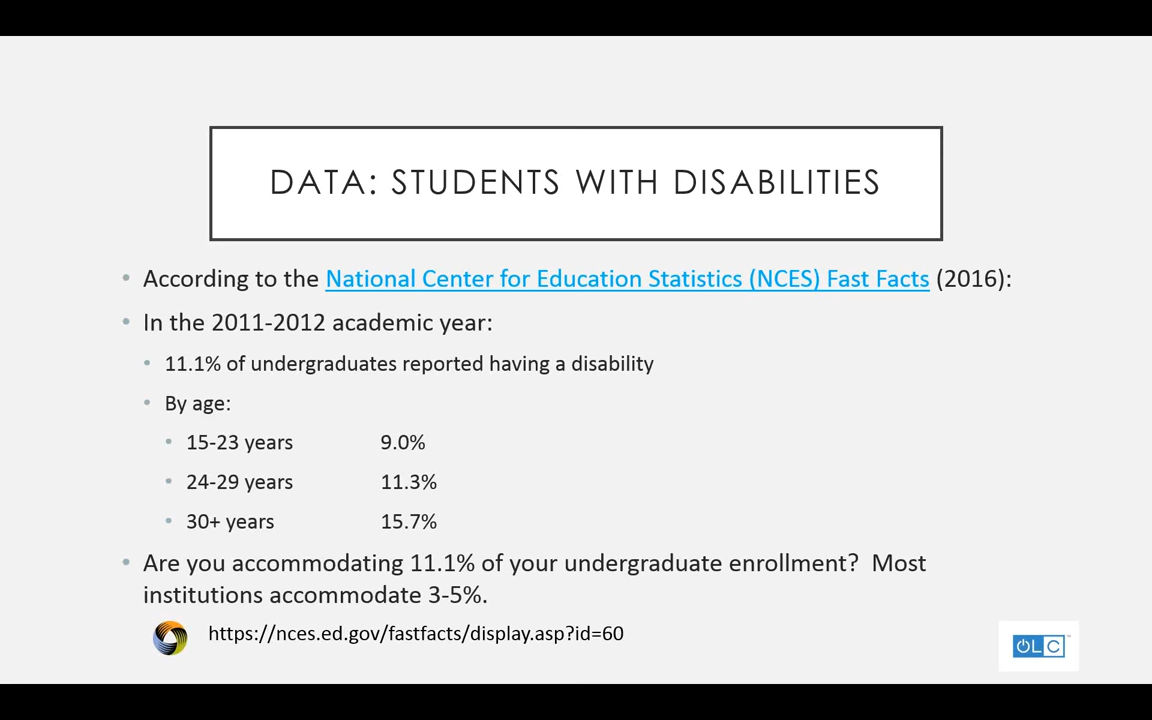 DATA: STUDENTS WITH DISABILITIES
• According to the National Center for Education Statistics (NCES) Fast Facts (2016):
• In the 2011-2012 academic year:
• 11.1% of undergraduates reported having a disability
• By age:
• 15-23 years 9.0%
• 24-29 years 11.3%
• 30+ years 15.7%
• Are you accommodating 11.1% of your undergraduate enrollment? Most
institutions accommodate 3-5%.
https://nces.ed.gov/fastfacts/display.asp?id=60
OLC™